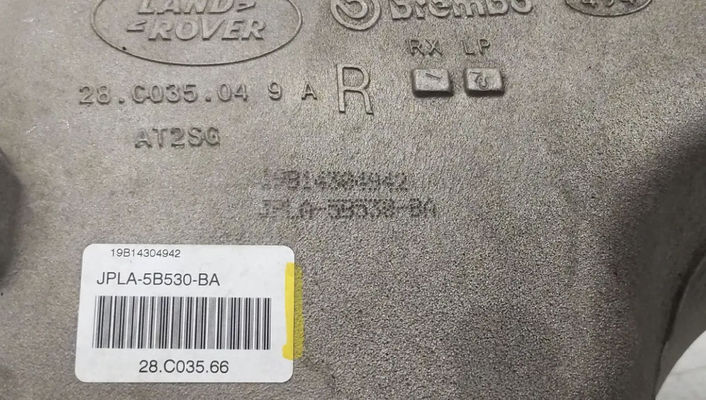 LAND
ROVER
Brembo
RX LP
28.C035.04 9 A R
AT2SG
19B14304942
JPLA-5B530-BA
19B14304942
JPLA-5B530-BA
28.C035.66